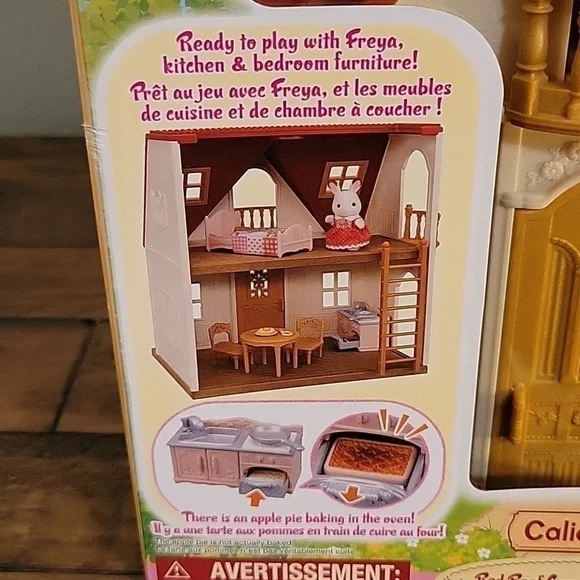 Ready to play with Freya,
kitchen & bedroom furniture!
Prêt au jeu avec Freya, et les meubles
de cuisine et de chambre à coucher !
There is an apple pie baking in the oven!
Il y a une tarte aux pommes en train de cuire au four!
The apple pie is not actually baked.
La tarte aux pommes n'est pas véritablement cuite.
Calic
AVERTISSEMENT: